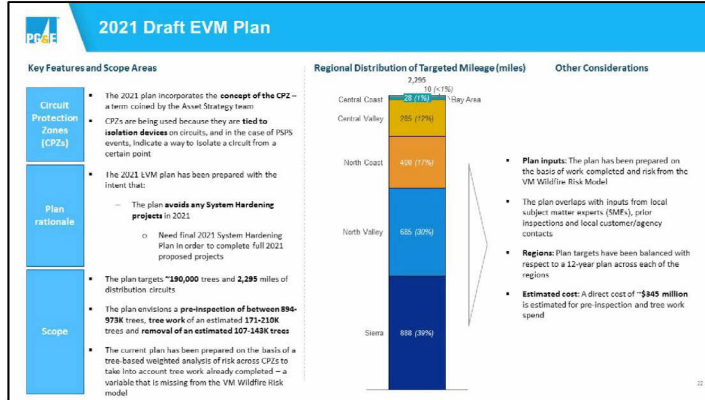 PG&E
2021 Draft EVM Plan
Key Features and Scope Areas
Circuit
Protection
Zones
(CPZs)
▪ The 2021 plan incorporates the concept of the CPZ –
a term coined by the Asset Strategy team
▪ CPZs are being used because they are tied to
isolation devices on circuits, and in the case of PSPS
events, indicate a way to isolate a circuit from a
certain point
Plan
rationale
▪ The 2021 EVM plan has been prepared with the
intent that:
– The plan avoids any System Hardening
projects in 2021
o Need final 2021 System Hardening
Plan in order to complete full 2021
proposed projects
Scope
▪ The plan targets ~190,000 trees and 2,295 miles of
distribution circuits
▪ The plan envisions a pre-inspection of between 894-
973K trees, tree work of an estimated 171-210K
trees and removal of an estimated 107-143K trees
▪ The current plan has been prepared on the basis of a
tree-based weighted analysis of risk across CPZs to
take into account tree work already completed – a
variable that is missing from the VM Wildfire Risk
model
Regional Distribution of Targeted Mileage (miles)
2,295
10 (<1%)
Bay Area
Central Coast
28 (1%)
Central Valley
285 (12%)
North Coast
400 (17%)
North Valley
685 (30%)
Sierra
888 (39%)
Other Considerations
▪ Plan inputs: The plan has been prepared on
the basis of work completed and risk from the
VM Wildfire Risk Model
▪ The plan overlaps with inputs from local
subject matter experts (SMEs), prior
inspections and local customer/agency
contacts
▪ Regions: Plan targets have been balanced with
respect to a 12-year plan across each of the
regions
▪ Estimated cost: A direct cost of ~$345 million
is estimated for pre-inspection and tree work
spend